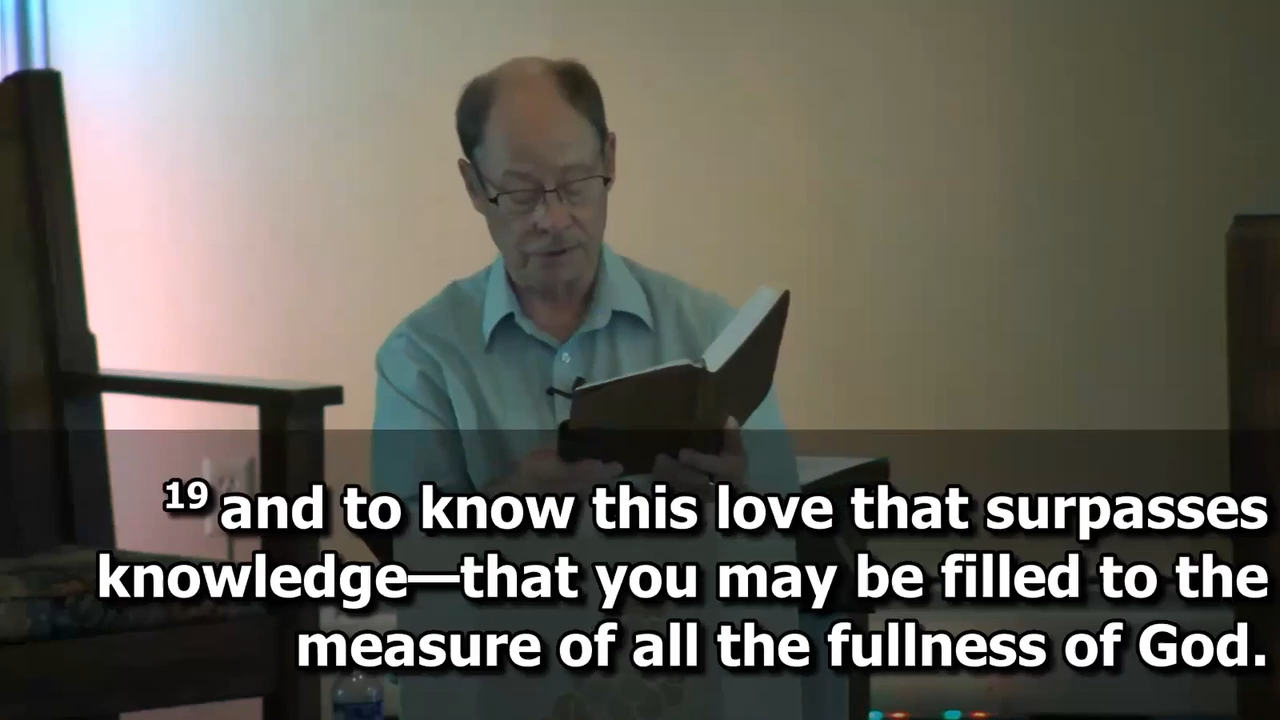 19 and to know this love that surpasses
knowledge—that you may be filled to the
measure of all the fullness of God.